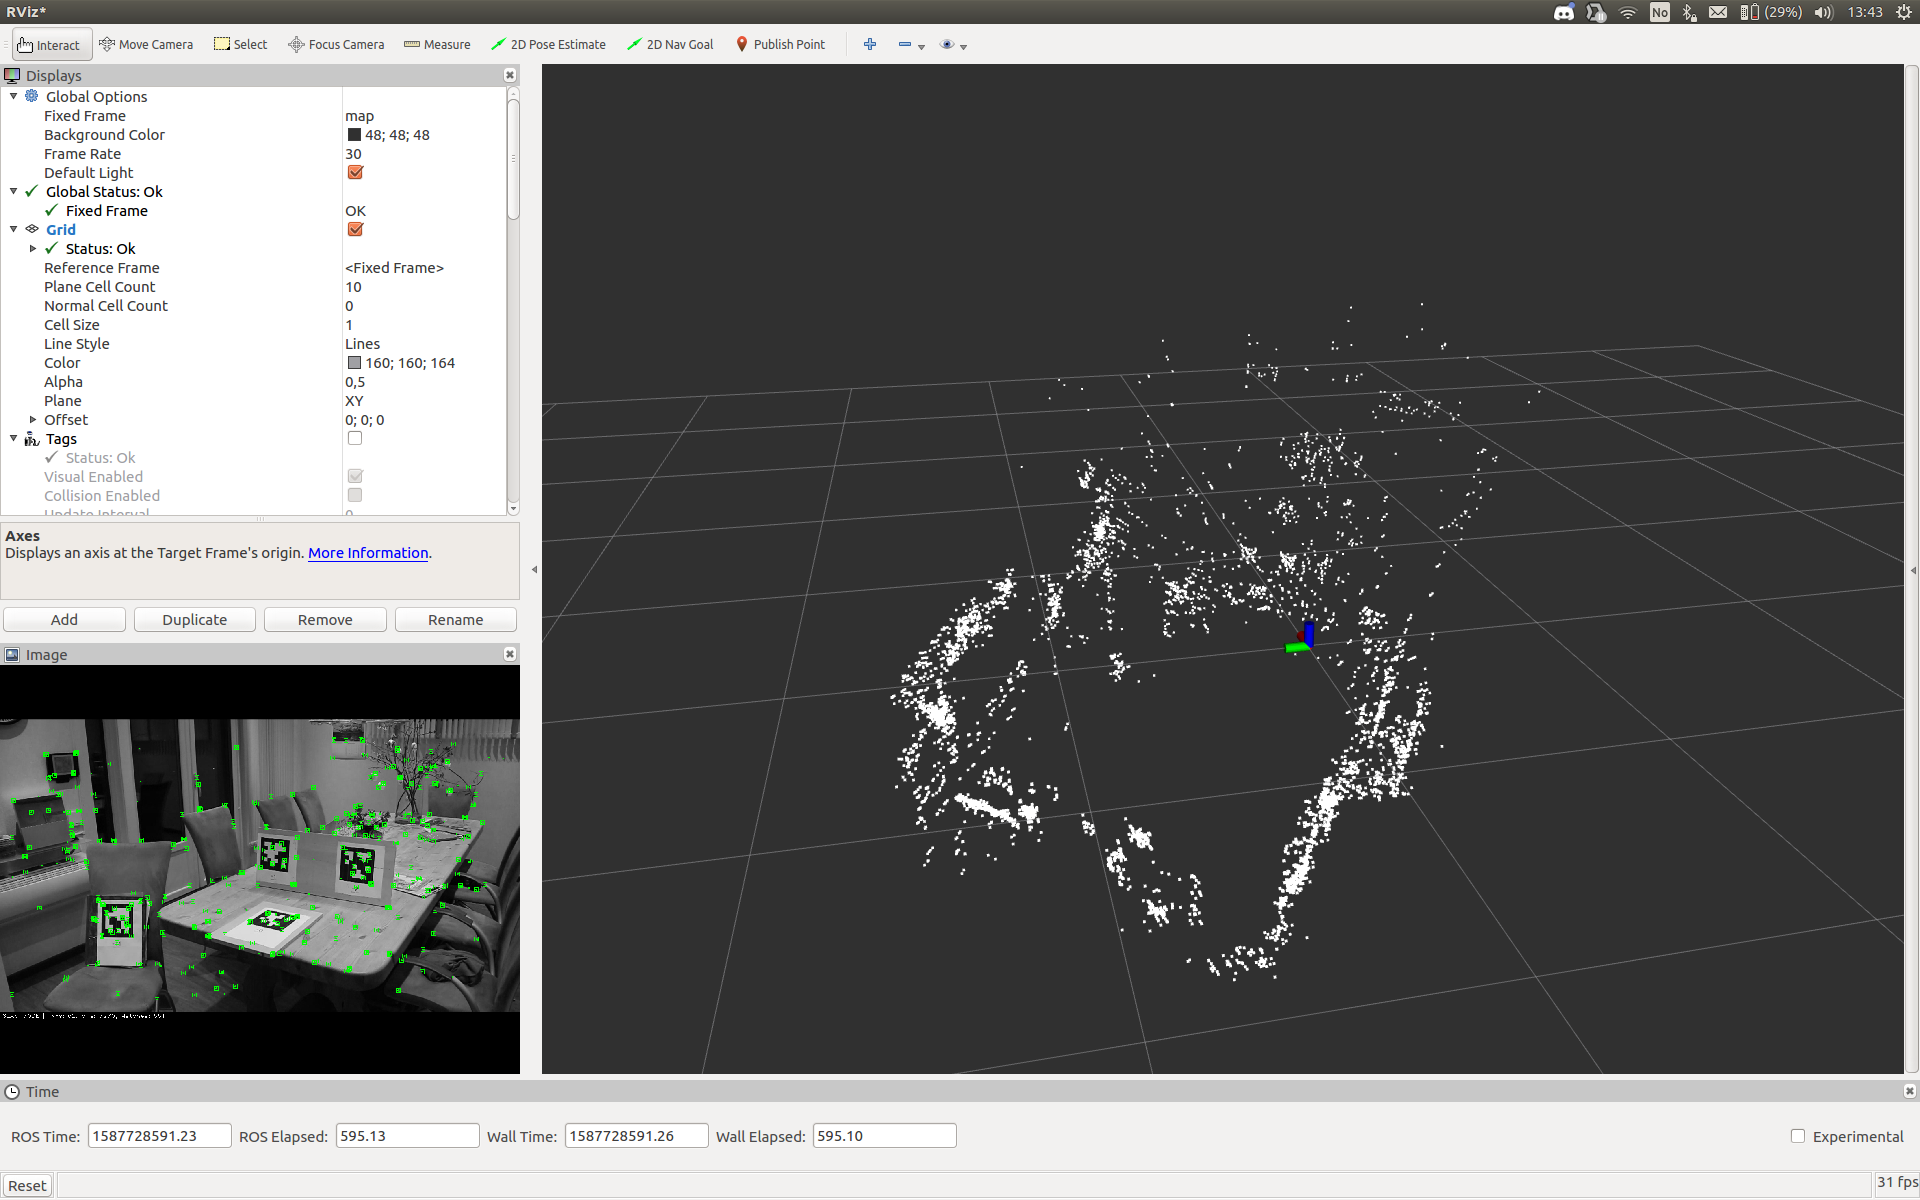 RViz*
No
(29%)
13:43
Interact
Move Camera
Select
Focus Camera
Measure
2D Pose Estimate
2D Nav Goal
Publish Point
Displays
Global Options
Fixed Frame map
Background Color 48; 48; 48
Frame Rate 30
Default Light
Global Status: Ok
Fixed Frame OK
Grid
Status: Ok
Reference Frame <Fixed Frame>
Plane Cell Count 10
Normal Cell Count 0
Cell Size 1
Line Style Lines
Color 160; 160; 164
Alpha 0,5
Plane XY
Offset 0; 0; 0
Tags
Status: Ok
Visual Enabled
Collision Enabled
Update Interval 0
Axes
Displays an axis at the Target Frame's origin. More Information.
Add
Duplicate
Remove
Rename
Image
Time
ROS Time: 1587728591.23 ROS Elapsed: 595.13 Wall Time: 1587728591.26 Wall Elapsed: 595.10 Experimental
Reset
31 fps